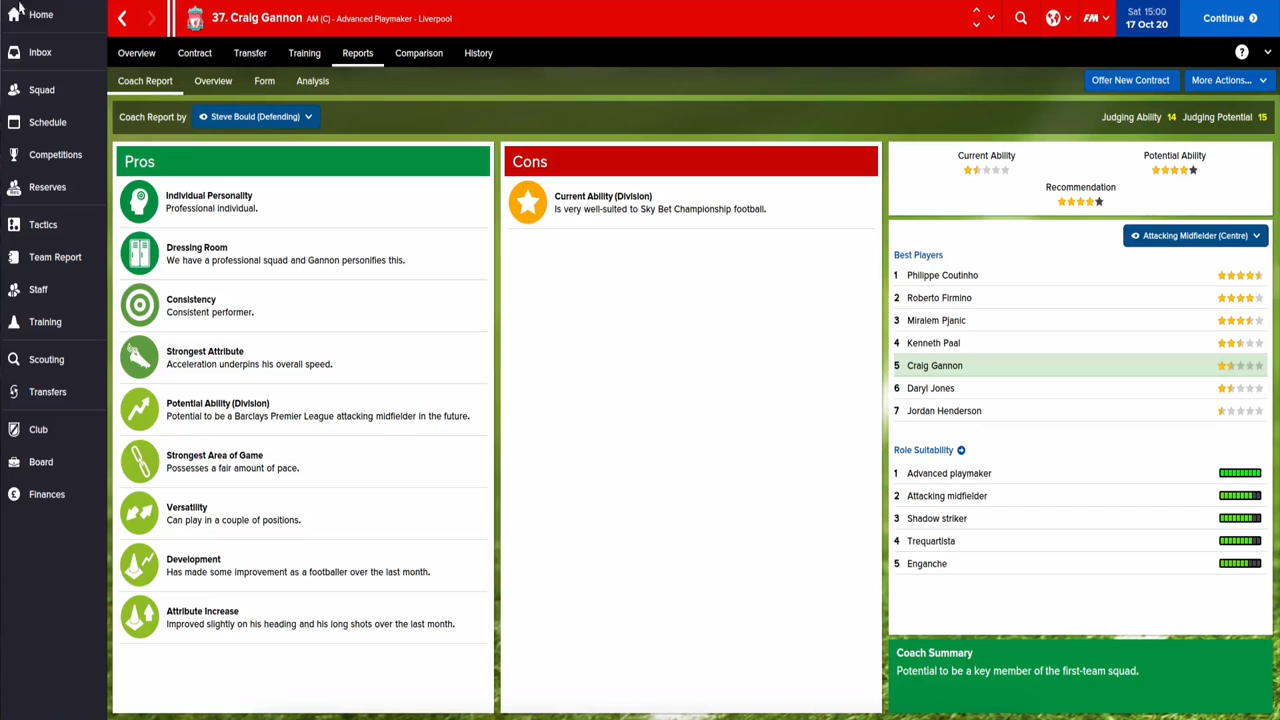 Home
Inbox
Squad
Schedule
Competitions
Reserves
Tactics
Team Report
Staff
Training
Scouting
Transfers
Club
Board
Finances
37. Craig Gannon AM (C) - Advanced Playmaker - Liverpool
FM
Sat 15:00
17 Oct 20
Continue
Overview Contract Transfer Training Reports Comparison History
?
Coach Report Overview Form Analysis
Offer New Contract More Actions...
Coach Report by Steve Bould (Defending)
Judging Ability 14 Judging Potential 15
Pros
Individual Personality
Professional individual.
Dressing Room
We have a professional squad and Gannon personifies this.
Consistency
Consistent performer.
Strongest Attribute
Acceleration underpins his overall speed.
Potential Ability (Division)
Potential to be a Barclays Premier League attacking midfielder in the future.
Strongest Area of Game
Possesses a fair amount of pace.
Versatility
Can play in a couple of positions.
Development
Has made some improvement as a footballer over the last month.
Attribute Increase
Improved slightly on his heading and his long shots over the last month.
Cons
Current Ability (Division)
Is very well-suited to Sky Bet Championship football.
Current Ability
Potential Ability
Recommendation
Attacking Midfielder (Centre)
Best Players
1 Philippe Coutinho
2 Roberto Firmino
3 Miralem Pjanic
4 Kenneth Paal
5 Craig Gannon
6 Daryl Jones
7 Jordan Henderson
Role Suitability
1 Advanced playmaker
2 Attacking midfielder
3 Shadow striker
4 Trequartista
5 Enganche
Coach Summary
Potential to be a key member of the first-team squad.